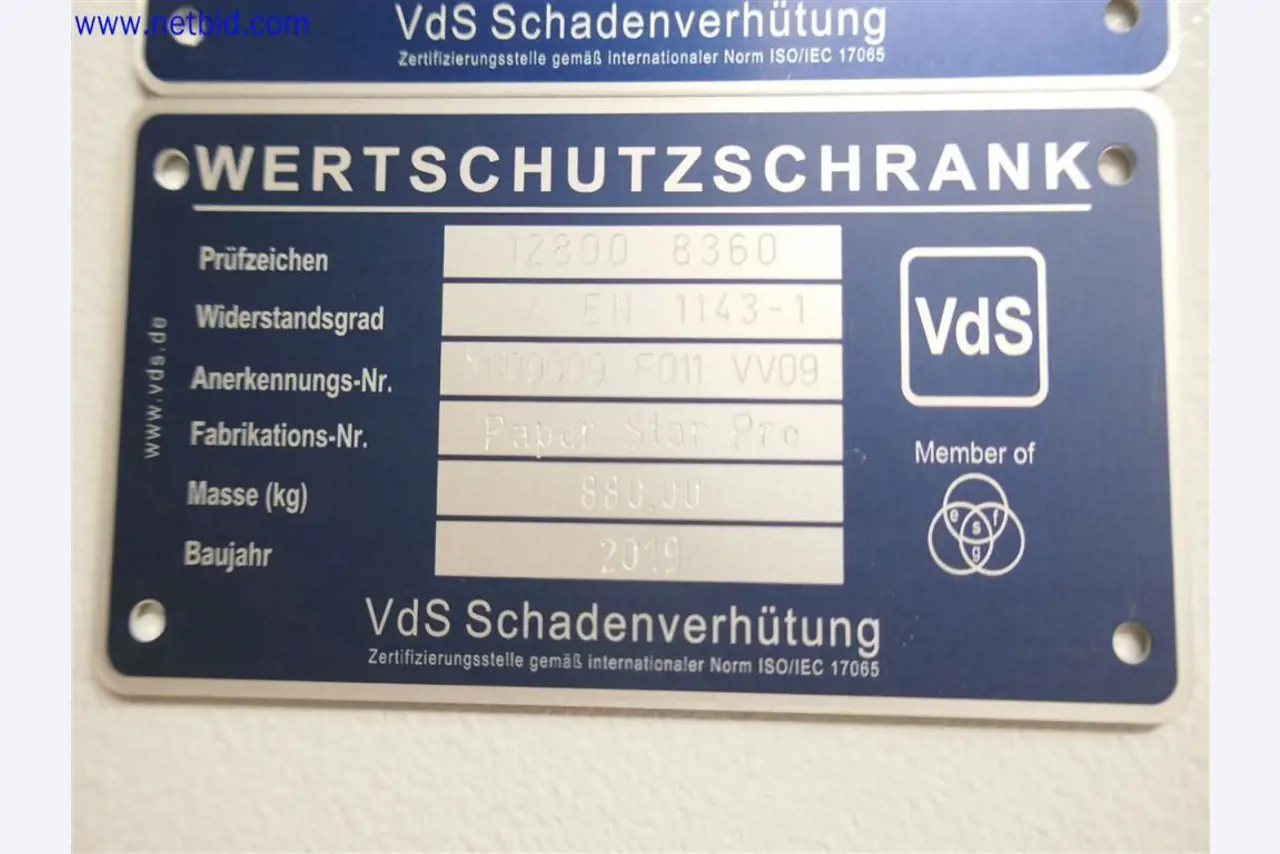 www.netbid.com
VdS Schadenverhütung
Zertifizierungsstelle gemäß internationaler Norm ISO/IEC 17065
WERTSCHUTZSCHRANK
Prüfzeichen 12800 8360
Widerstandsgrad EN 1143-1
Anerkennungs-Nr. F011 VV09
Fabrikations-Nr. Paper Star Pro
Masse (kg) 880,00
Baujahr 2019
www.vds.de
VdS
Member of
e s f g
VdS Schadenverhütung
Zertifizierungsstelle gemäß internationaler Norm ISO/IEC 17065